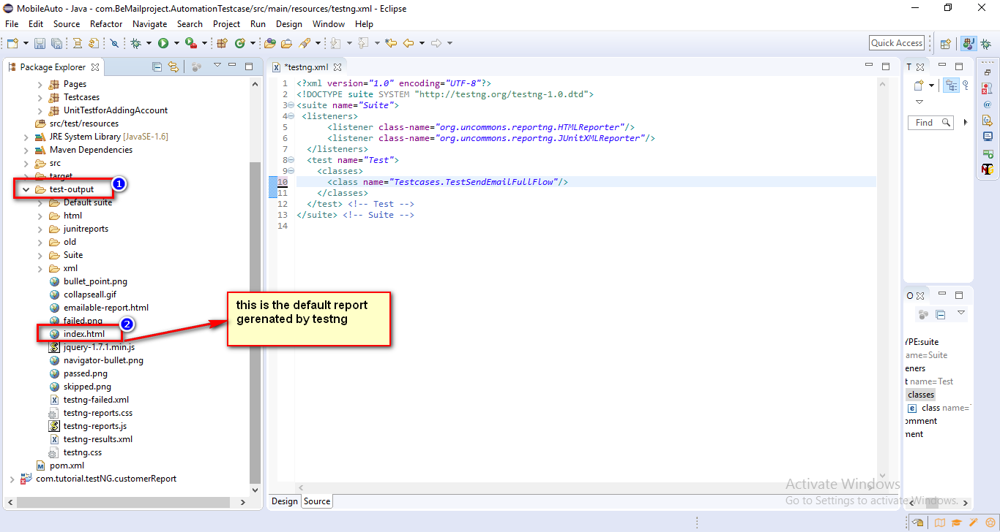 MobileAuto - Java - com.BeMailproject.AutomationTestcase/src/main/resources/testng.xml - Eclipse
File Edit Source Refactor Navigate Search Project Run Design Window Help
Quick Access
Package Explorer
Pages
Testcases
UnitTestforAddingAccount
src/test/resources
JRE System Library [JavaSE-1.6]
Maven Dependencies
src
target
test-output
1
Default suite
html
junitreports
old
Suite
xml
bullet_point.png
collapseall.gif
emailable-report.html
failed.png
2
index.html
jquery-1.7.1.min.js
navigator-bullet.png
passed.png
skipped.png
testng-failed.xml
testng-reports.css
testng-reports.js
testng-results.xml
testng.css
pom.xml
com.tutorial.testNG.customerReport
this is the default report
gerenated by testng
*testng.xml
1 <?xml version="1.0" encoding="UTF-8"?>
2 <!DOCTYPE suite SYSTEM "http://testng.org/testng-1.0.dtd">
3 <suite name="Suite">
4 <listeners>
5 <listener class-name="org.uncommons.reportng.HTMLReporter"/>
6 <listener class-name="org.uncommons.reportng.JUnitXMLReporter"/>
7 </listeners>
8 <test name="Test">
9 <classes>
10 <class name="Testcases.TestSendEmailFullFlow"/>
11 </classes>
12 </test> <!-- Test -->
13 </suite> <!-- Suite -->
14
Design Source
T
Find
O
YPE:suite
ame=Suite
eners
t name=Test
classes
e class name=
omment
ment
Activate Windows
Go to Settings to activate Windows.